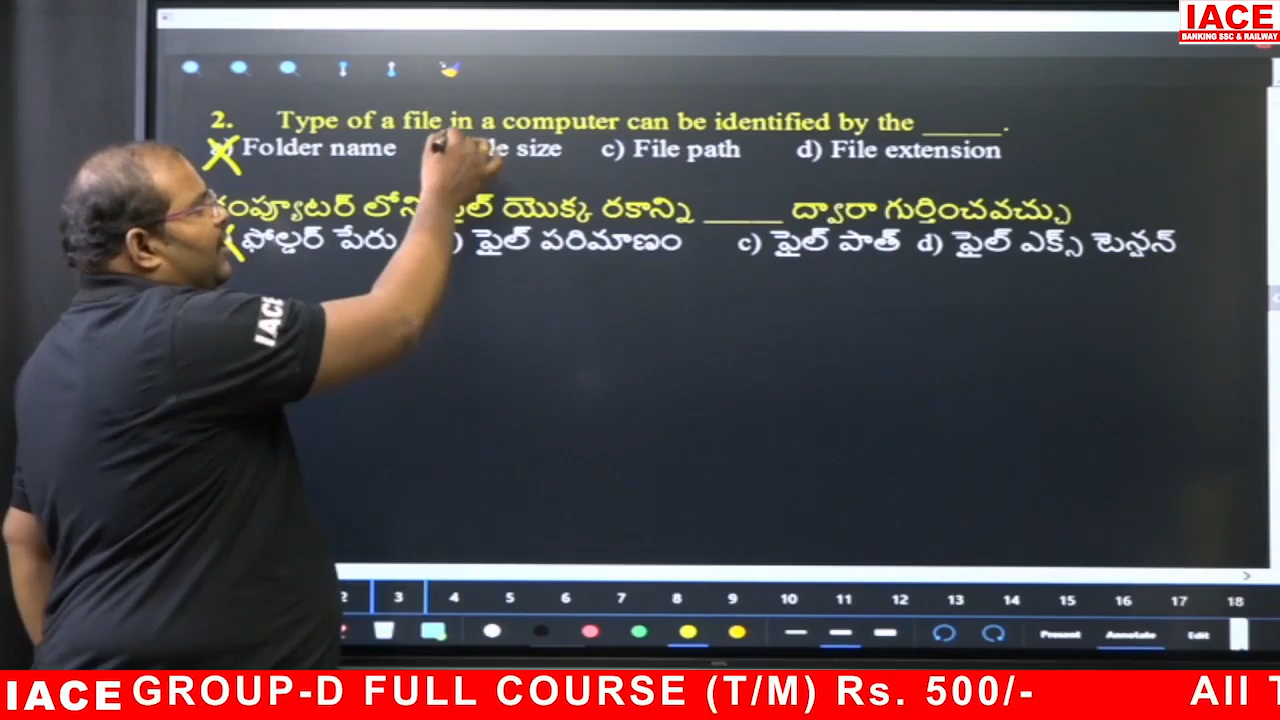 IACE
BANKING SSC & RAILWAY
2. Type of a file in a computer can be identified by the ______.
a) Folder name size c) File path d) File extension
యొక్క రకాన్ని ______ ద్వారా గుర్తించవచ్చు
ఫోల్డర్ పేరు ) ఫైల్ పరిమాణం c) ఫైల్ పాత్ d) ఫైల్ ఎక్స్ టెన్షన్
IACE
2 3 4 5 6 7 8 9 10 11 12 13 14 15 16 17 18
Present Annotate Edit
IACE GROUP-D FULL COURSE (T/M) Rs. 500/- All